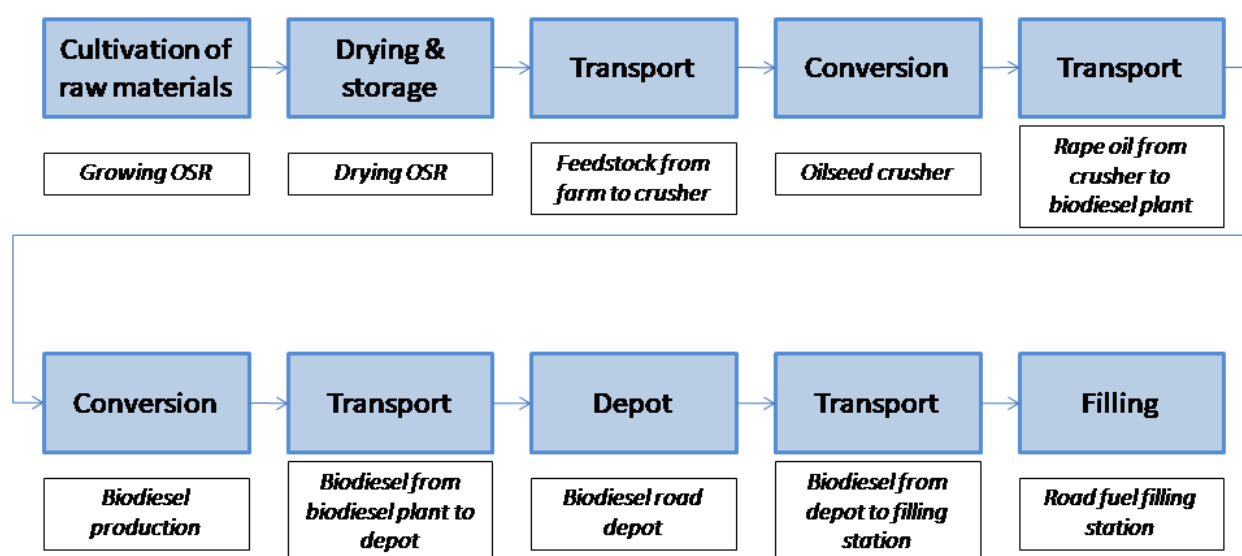 Cultivation of
raw materials
Drying &
storage
Transport
Conversion
Transport
Growing OSR
Drying OSR
Feedstock from
farm to crusher
Oilseed crusher
Rape oil from
crusher to
biodiesel plant
Conversion
Transport
Depot
Transport
Filling
Biodiesel
production
Biodiesel from
biodiesel plant to
depot
Biodiesel road
depot
Biodiesel from
depot to filling
station
Road fuel filling
station